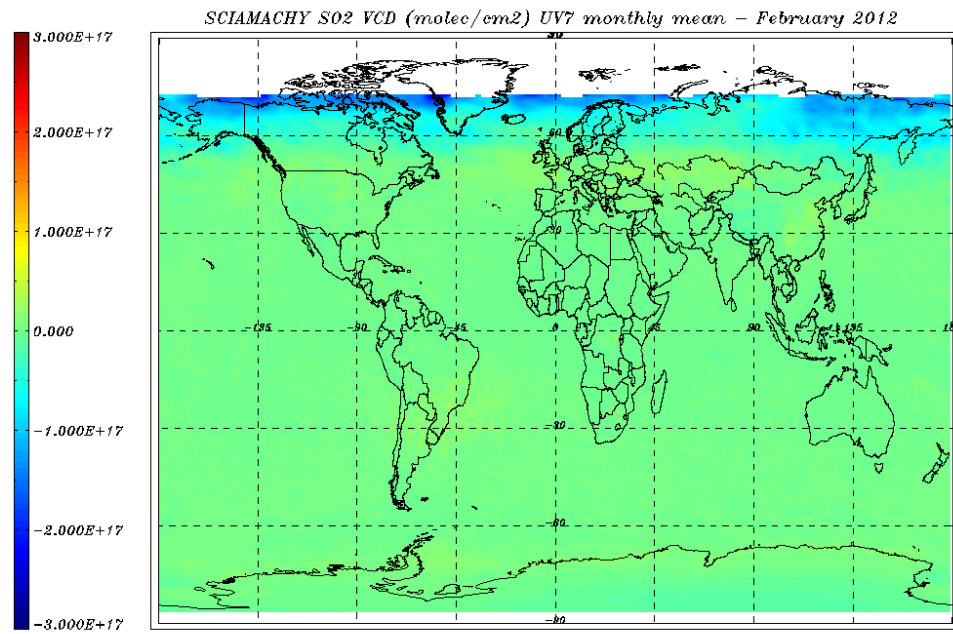 SCIAMACHY SO2 VCD (molec/cm2) UV7 monthly mean – February 2012
3.000E+17
2.000E+17
1.000E+17
0.000
-1.000E+17
-2.000E+17
-3.000E+17
90
60
30
-135
-90
-45
0
45
90
135
-30
-60
-90